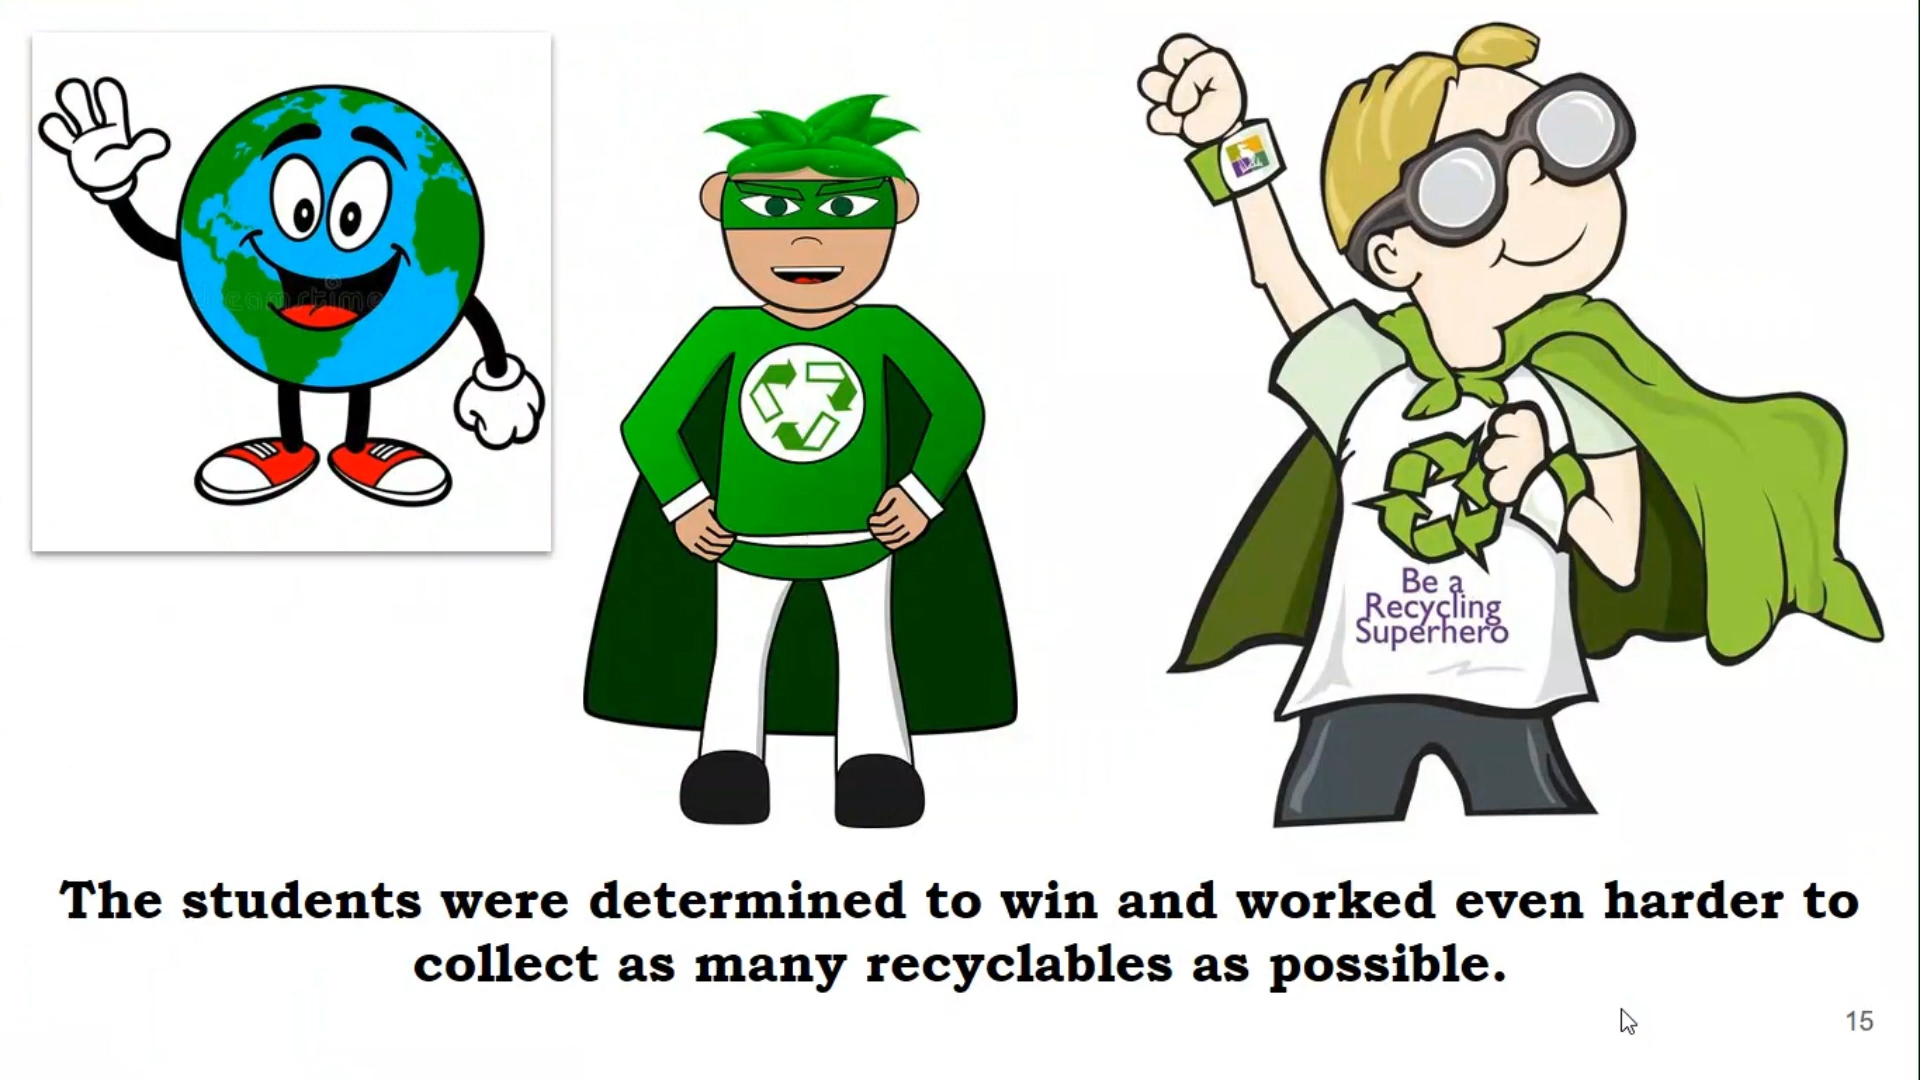 dreamstime
Be a
Recycling
Superhero
The students were determined to win and worked even harder to
collect as many recyclables as possible.
15